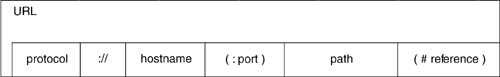 URL
protocol :// hostname ( : port ) path ( # reference )